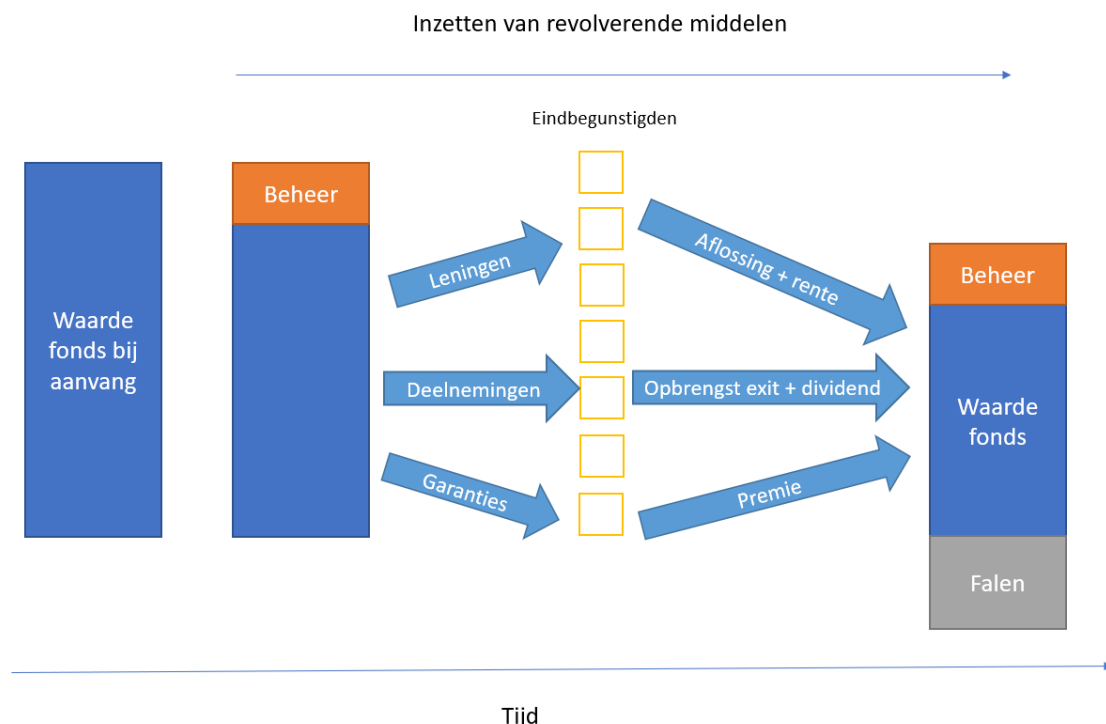 Inzetten van revolverende middelen
Eindbegunstigden
Waarde
fonds bij
aanvang
Beheer
Leningen
Deelnemingen
Garanties
Aflossing + rente
Opbrengst exit + dividend
Premie
Beheer
Waarde
fonds
Falen
Tijd